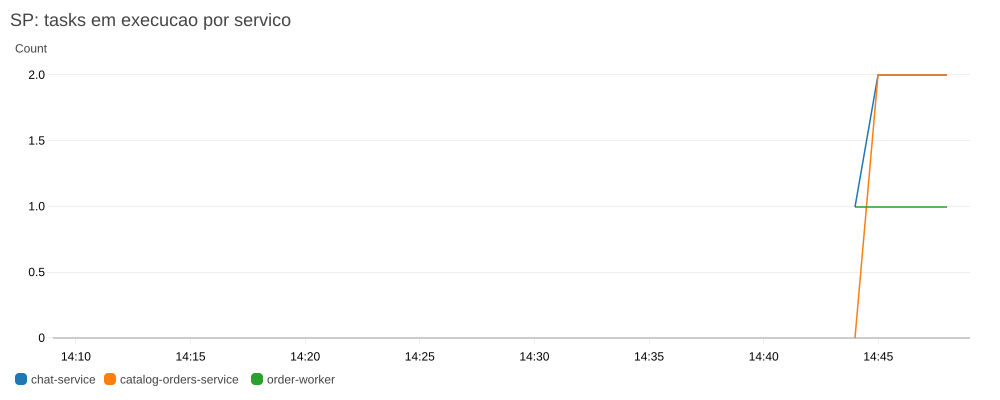 SP: tasks em execucao por servico
Count
2.0
1.5
1.0
0.5
0
14:10 14:15 14:20 14:25 14:30 14:35 14:40 14:45
chat-service catalog-orders-service order-worker